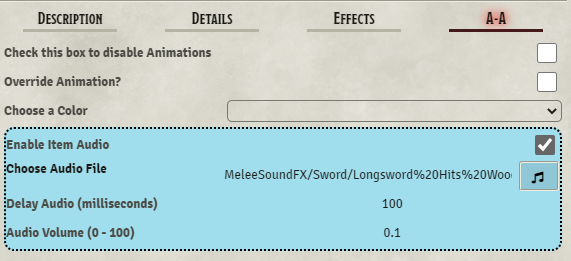 Description Details Effects A-A
Check this box to disable Animations
Override Animation?
Choose a Color
Enable Item Audio
Choose Audio File MeleeSoundFX/Sword/Longsword%20Hits%20Woo
Delay Audio (milliseconds) 100
Audio Volume (0 - 100) 0.1